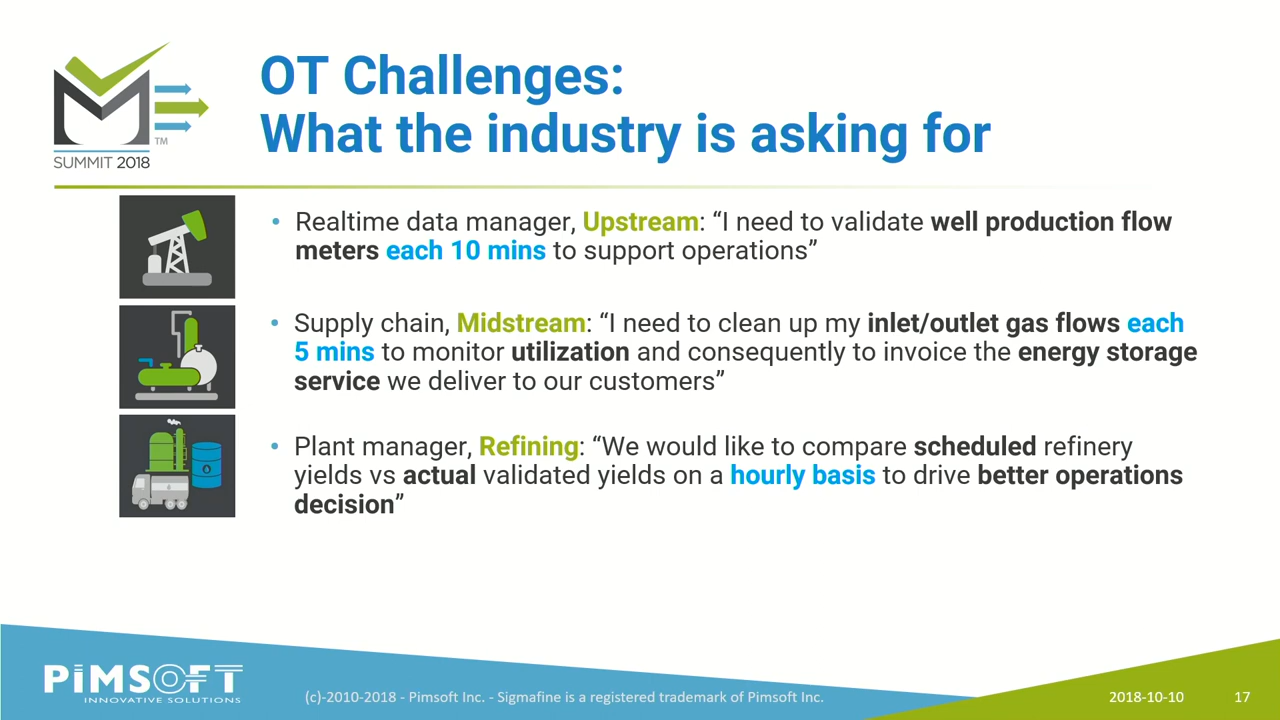 OT Challenges:
What the industry is asking for
TM
SUMMIT 2018
• Realtime data manager, Upstream: “I need to validate well production flow
meters each 10 mins to support operations”
• Supply chain, Midstream: “I need to clean up my inlet/outlet gas flows each
5 mins to monitor utilization and consequently to invoice the energy storage
service we deliver to our customers”
• Plant manager, Refining: “We would like to compare scheduled refinery
yields vs actual validated yields on a hourly basis to drive better operations
decision”
PiMSOFT
INNOVATIVE SOLUTIONS
(c)-2010-2018 - Pimsoft Inc. - Sigmafine is a registered trademark of Pimsoft Inc.
2018-10-10
17